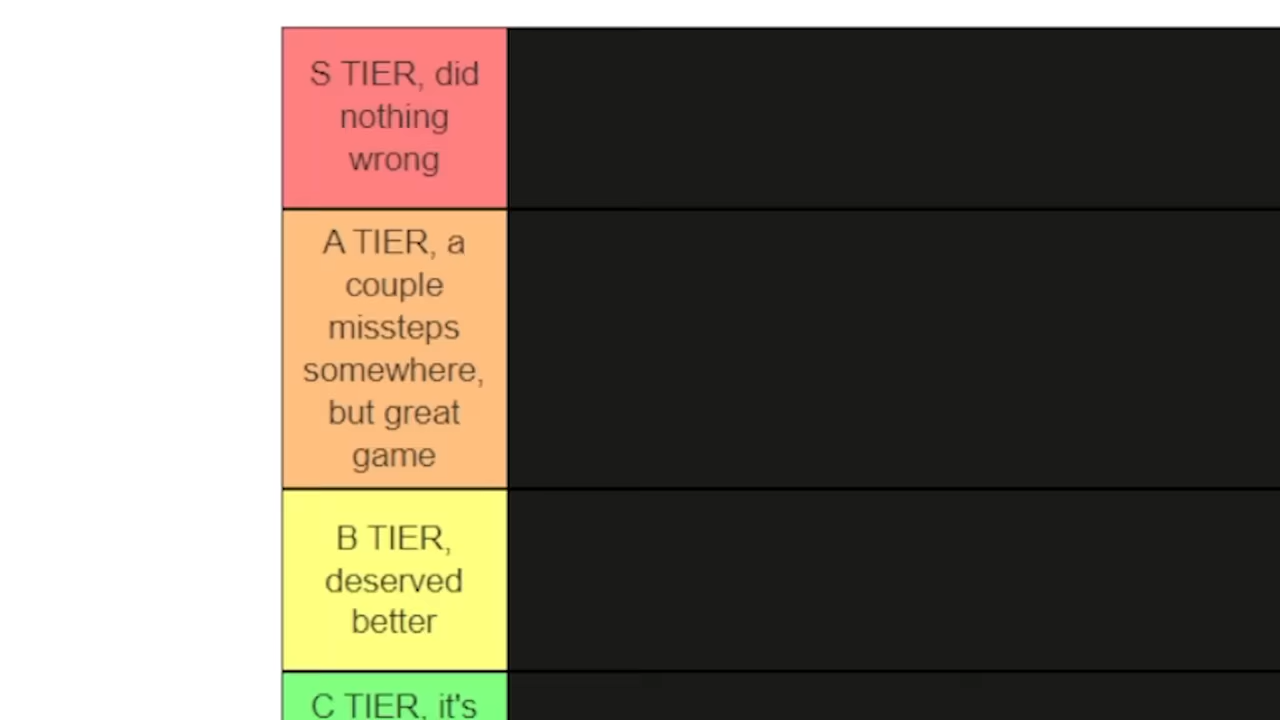 S TIER, did
nothing
wrong
A TIER, a
couple
missteps
somewhere,
but great
game
B TIER,
deserved
better
C TIER, it's